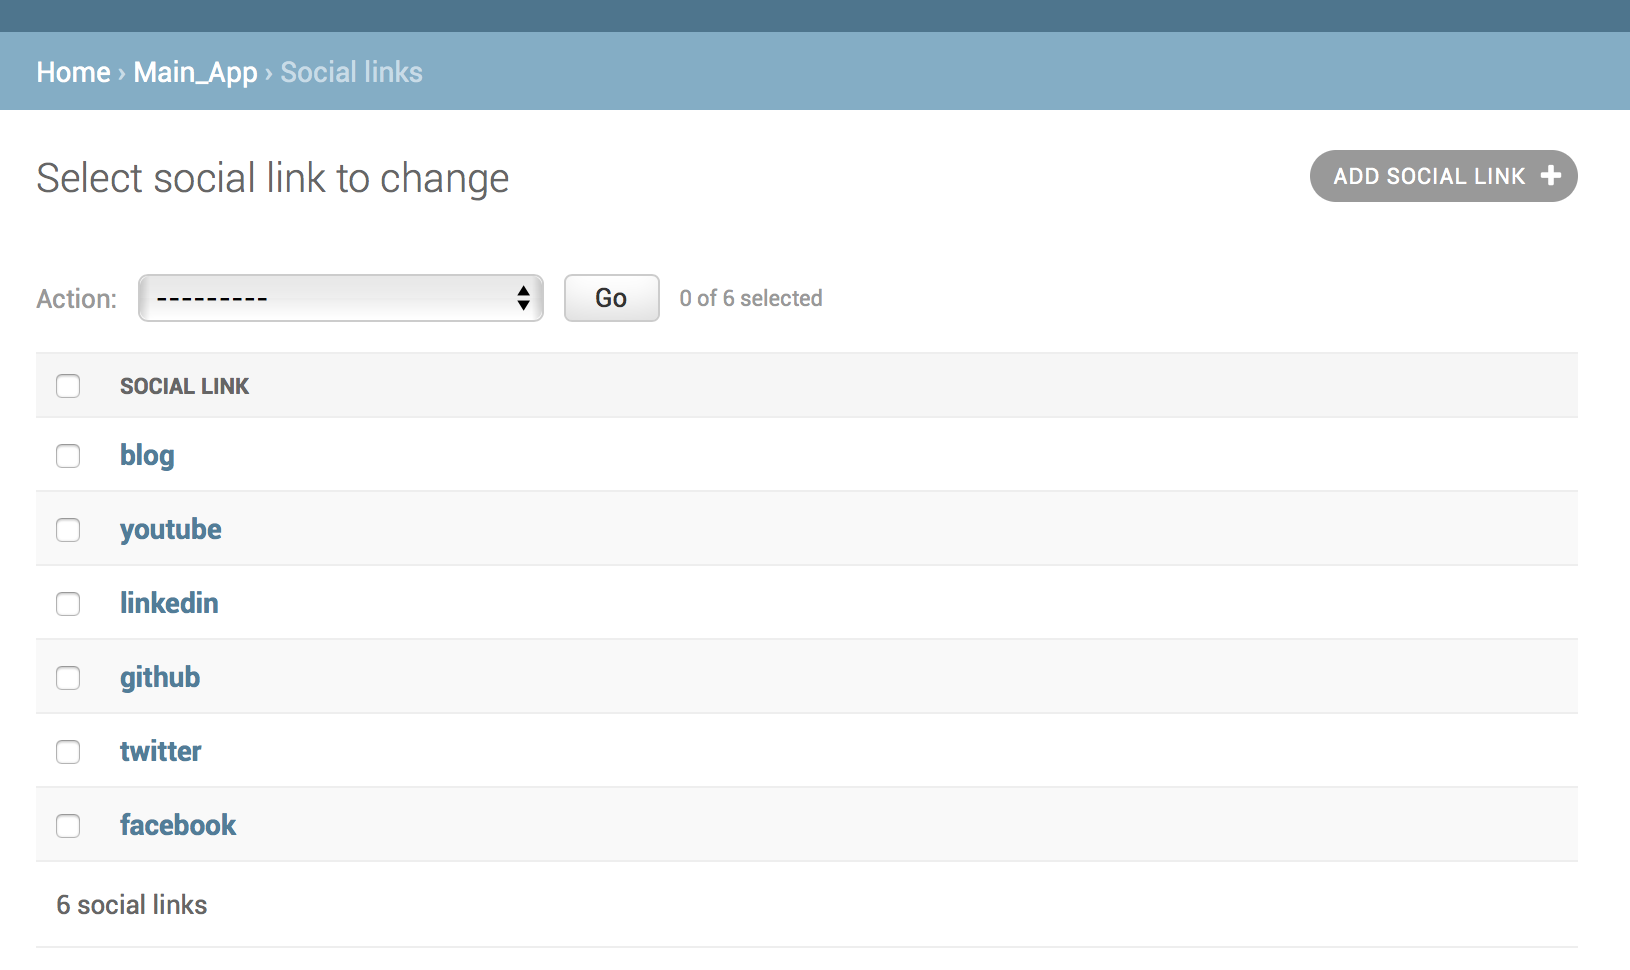 Home › Main_App › Social links
Select social link to change
ADD SOCIAL LINK +
Action: --------- Go 0 of 6 selected
SOCIAL LINK
blog
youtube
linkedin
github
twitter
facebook
6 social links